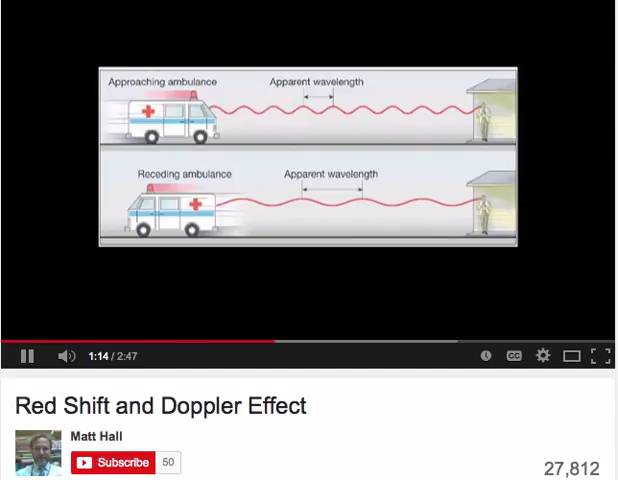 Approaching ambulance Apparent wavelength
Receding ambulance Apparent wavelength
1:14 / 2:47 CC
Red Shift and Doppler Effect
Matt Hall
Subscribe 50
27,812